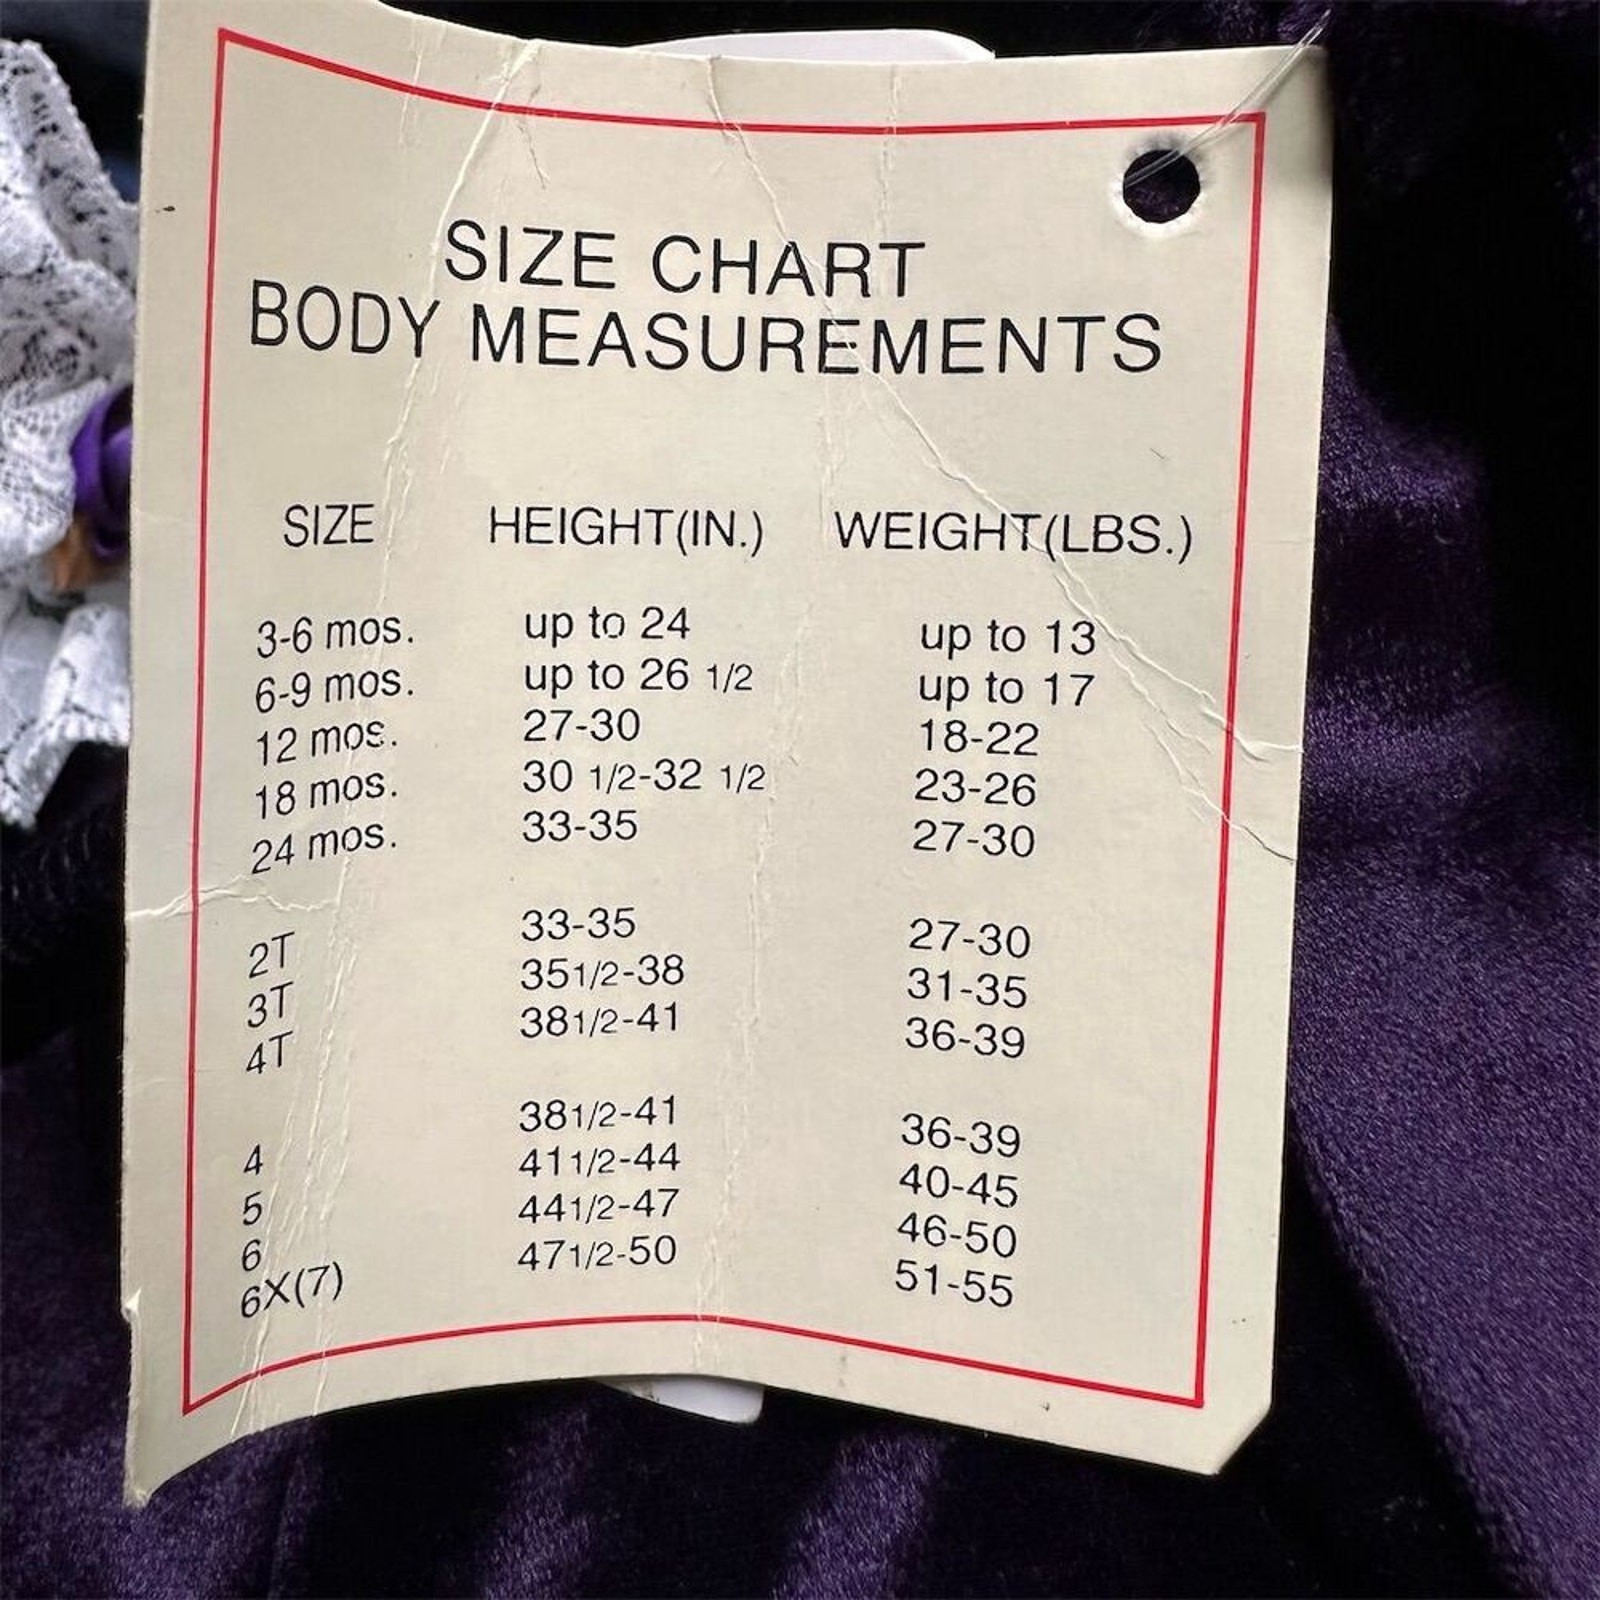 SIZE CHART
BODY MEASUREMENTS
SIZE HEIGHT(IN.) WEIGHT(LBS.)
3-6 mos. up to 24 up to 13
6-9 mos. up to 26 1/2 up to 17
12 mos. 27-30 18-22
18 mos. 30 1/2-32 1/2 23-26
24 mos. 33-35 27-30
2T 33-35 27-30
3T 351/2-38 31-35
4T 381/2-41 36-39
4 381/2-41 36-39
5 411/2-44 40-45
6 441/2-47 46-50
6X(7) 471/2-50 51-55